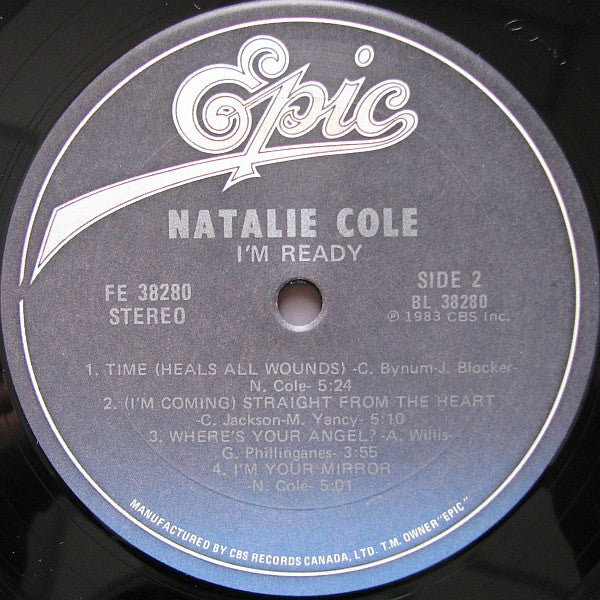 Epic
NATALIE COLE
I'M READY
FE 38280
STEREO
SIDE 2
BL 38280
℗ 1983 CBS Inc.
1. TIME (HEALS ALL WOUNDS) -C. Bynum-J. Blocker-
N. Cole- 5:24
2. (I'M COMING) STRAIGHT FROM THE HEART
-C. Jackson-M. Yancy- 5:10
3. WHERE'S YOUR ANGEL? -A. Willis-
G. Phillinganes- 3:55
4. I'M YOUR MIRROR
-N. Cole- 5:01
MANUFACTURED BY CBS RECORDS CANADA, LTD. T.M. OWNER "EPIC"